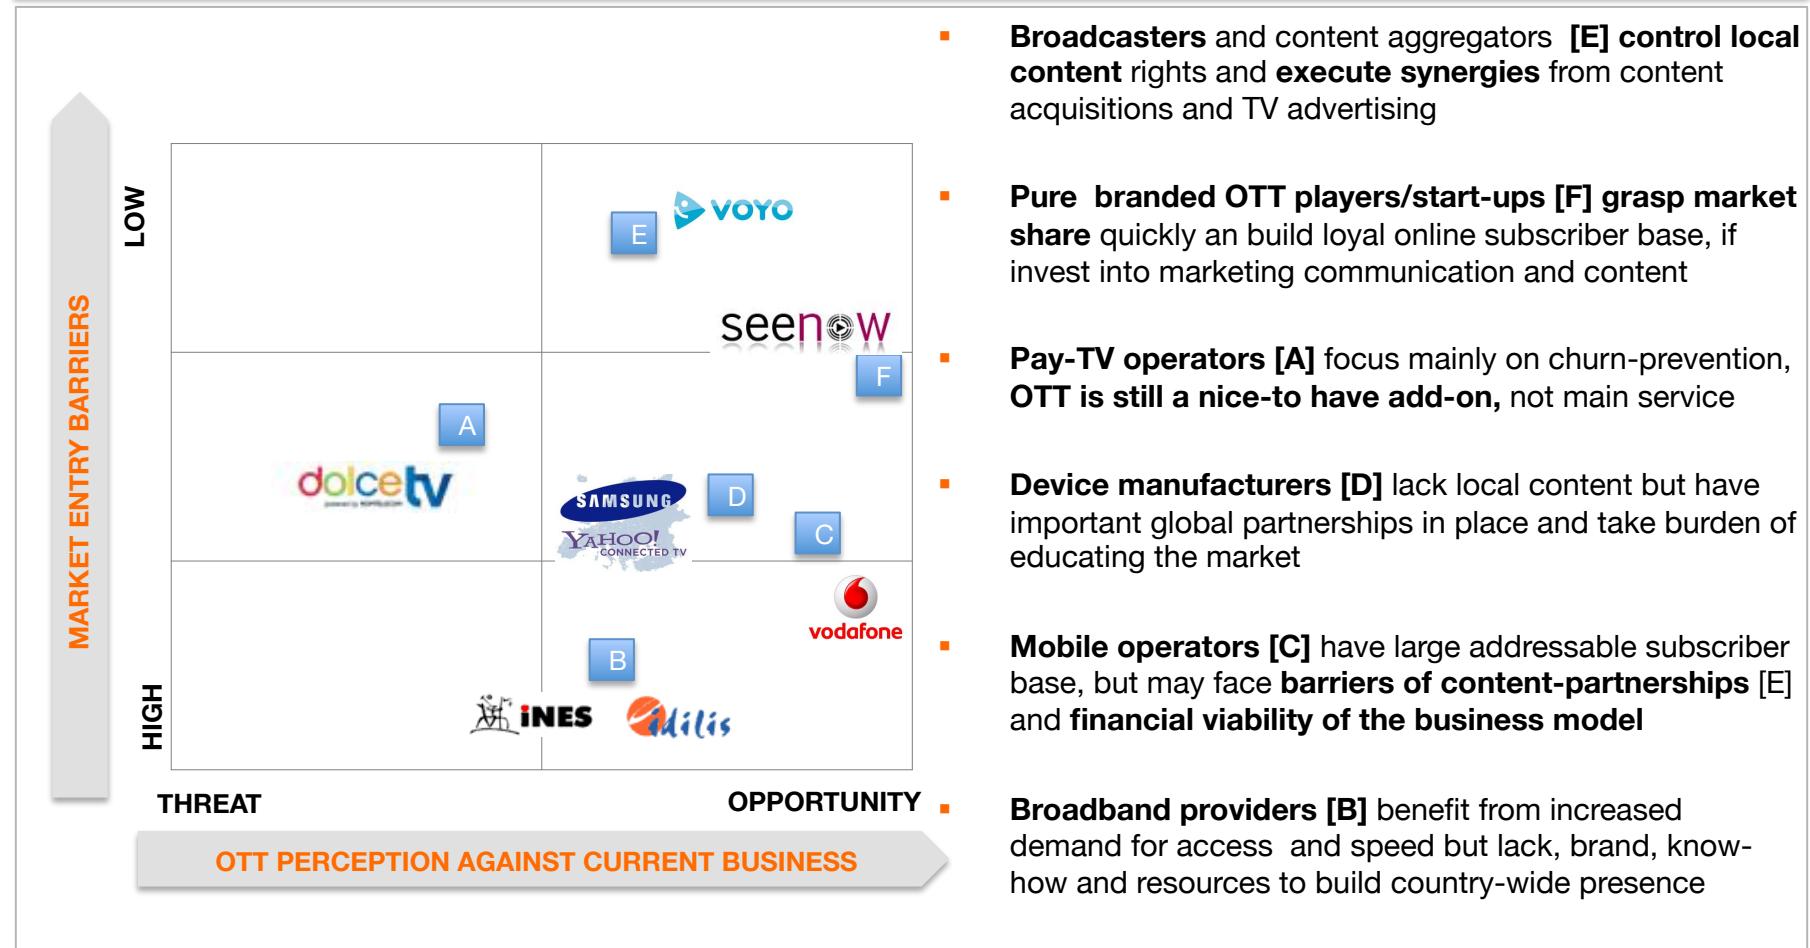 MARKET ENTRY BARRIERS
LOW
HIGH
E
VOYO
seenow
F
A
dolcetv
SAMSUNG
D
YAHOO!
CONNECTED TV
C
vodafone
B
iNES
idilis
THREAT
OPPORTUNITY
OTT PERCEPTION AGAINST CURRENT BUSINESS
▪ Broadcasters and content aggregators [E] control local
content rights and execute synergies from content
acquisitions and TV advertising
▪ Pure branded OTT players/start-ups [F] grasp market
share quickly an build loyal online subscriber base, if
invest into marketing communication and content
▪ Pay-TV operators [A] focus mainly on churn-prevention,
OTT is still a nice-to have add-on, not main service
▪ Device manufacturers [D] lack local content but have
important global partnerships in place and take burden of
educating the market
▪ Mobile operators [C] have large addressable subscriber
base, but may face barriers of content-partnerships [E]
and financial viability of the business model
▪ Broadband providers [B] benefit from increased
demand for access and speed but lack, brand, know-
how and resources to build country-wide presence